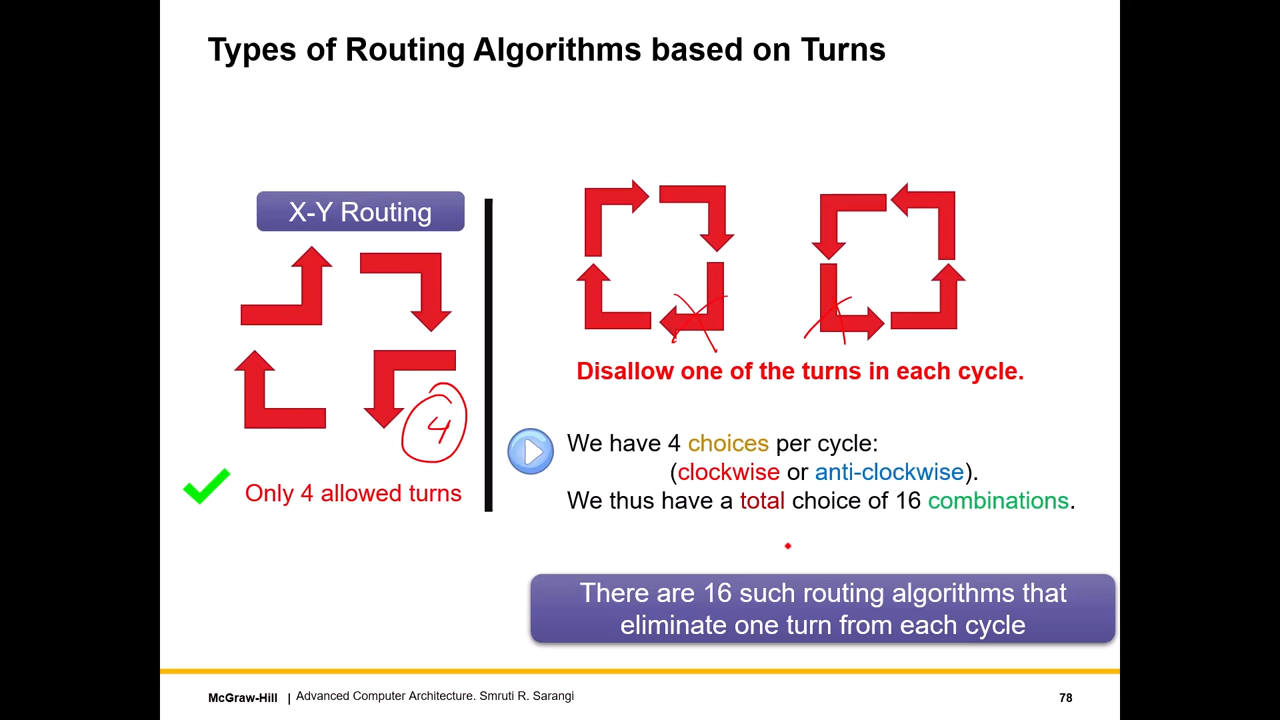 Types of Routing Algorithms based on Turns
X-Y Routing
4
Only 4 allowed turns
Disallow one of the turns in each cycle.
We have 4 choices per cycle:
(clockwise or anti-clockwise).
We thus have a total choice of 16 combinations.
There are 16 such routing algorithms that
eliminate one turn from each cycle
McGraw-Hill | Advanced Computer Architecture. Smruti R. Sarangi
78